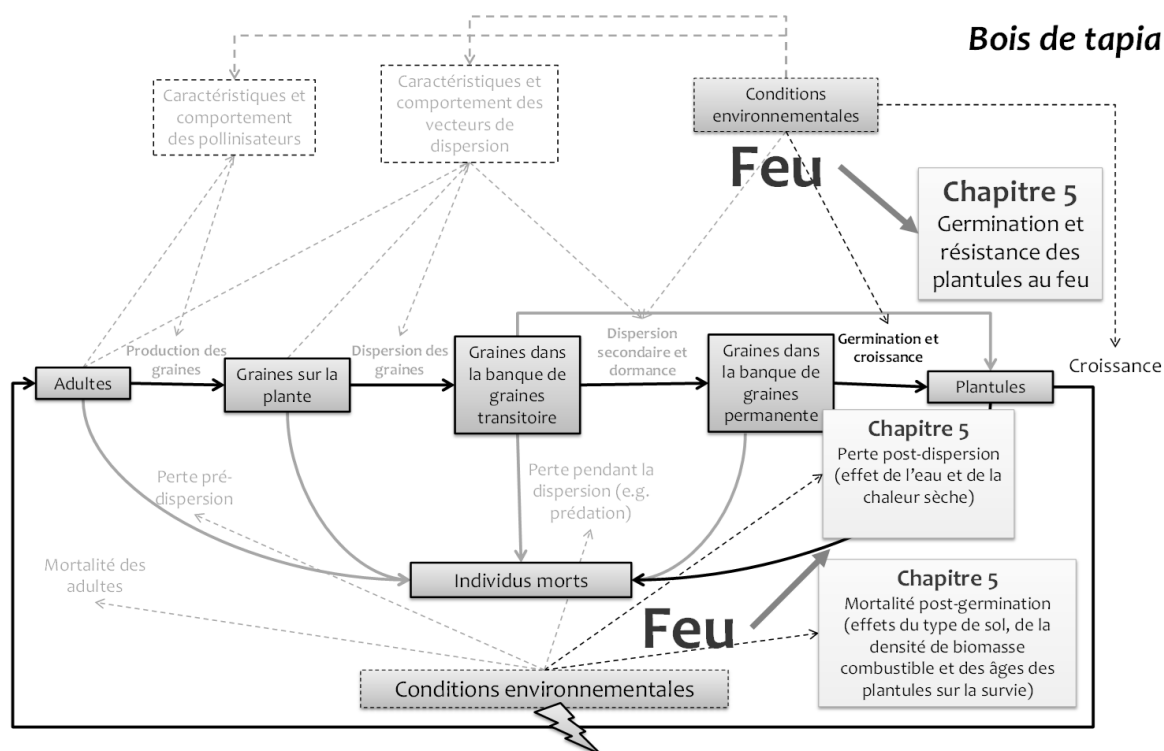 Bois de tapia
Caractéristiques et
comportement
des pollinisateurs
Caractéristiques et
comportement des
vecteurs de
dispersion
Conditions
environnementales
Feu
Chapitre 5
Germination et
résistance des
plantules au feu
Production des
graines
Dispersion des
graines
Dispersion
secondaire et
dormance
Germination et
croissance
Croissance
Adultes
Graines sur la
plante
Graines dans
la banque de
graines
transitoire
Graines dans
la banque de
graines
permanente
Plantules
Perte pré-
dispersion
Perte pendant la
dispersion (e.g.
prédation)
Chapitre 5
Perte post-dispersion
(effet de l'eau et de la
chaleur sèche)
Mortalité des
adultes
Individus morts
Feu
Chapitre 5
Mortalité post-germination
(effets du type de sol, de la
densité de biomasse
combustible et des âges des
plantules sur la survie)
Conditions environnementales